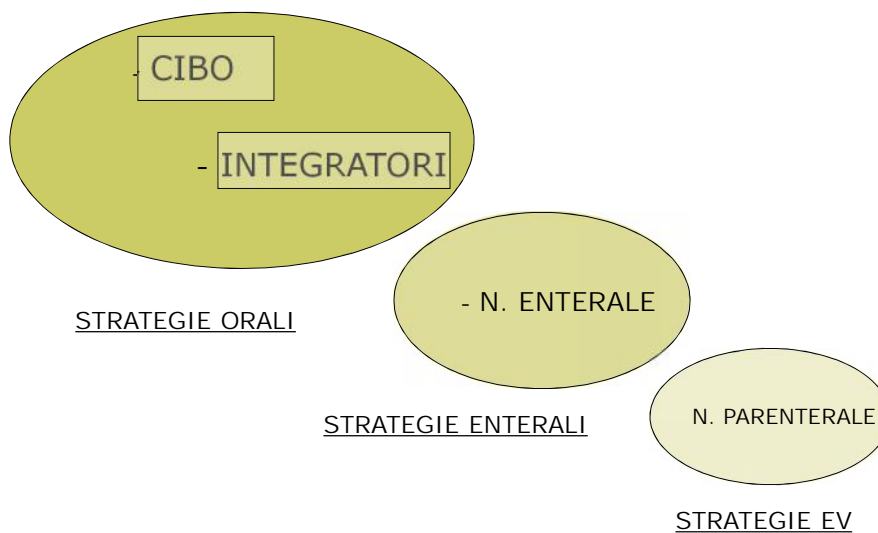 - CIBO
- INTEGRATORI
STRATEGIE ORALI
- N. ENTERALE
STRATEGIE ENTERALI
N. PARENTERALE
STRATEGIE EV